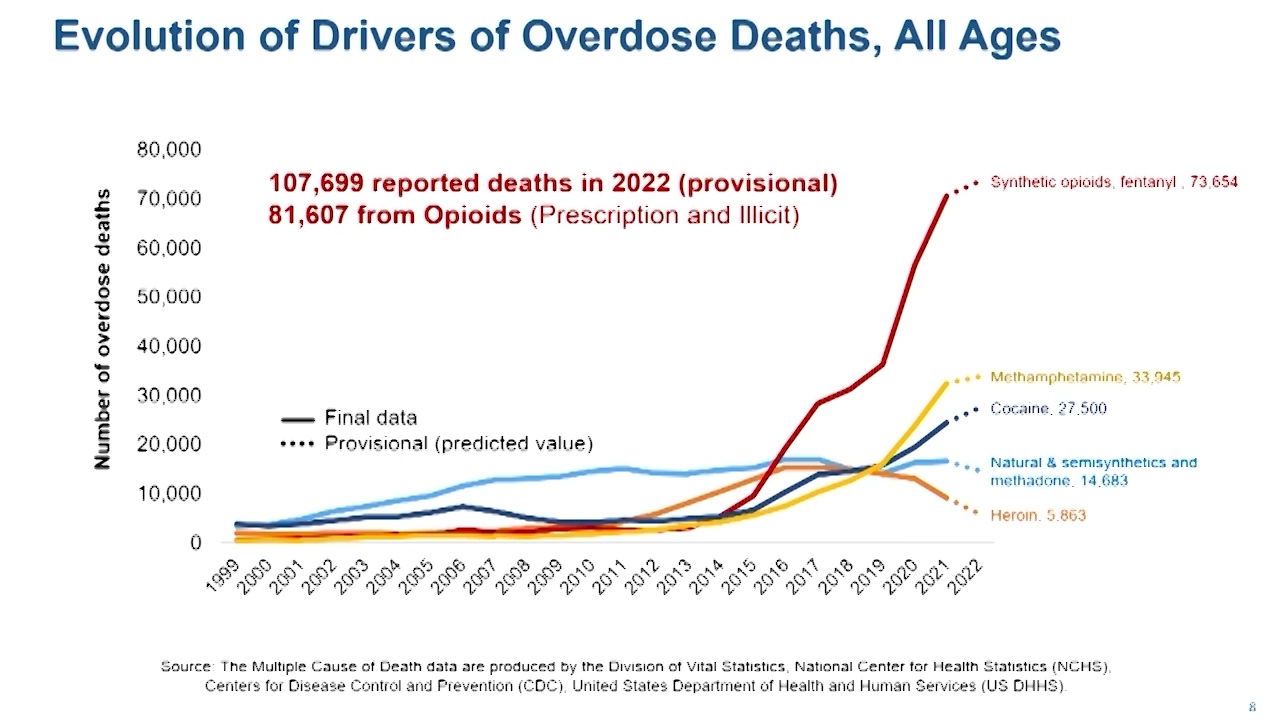 Evolution of Drivers of Overdose Deaths, All Ages
80,000
70,000
60,000
50,000
40,000
30,000
20,000
10,000
0
Number of overdose deaths
107,699 reported deaths in 2022 (provisional)
81,607 from Opioids (Prescription and Illicit)
Final data
Provisional (predicted value)
Synthetic opioids, fentanyl , 73,654
Methamphetamine, 33,945
Cocaine, 27,500
Natural & semisynthetics and
methadone, 14,683
Heroin, 5,863
1999
2000
2001
2002
2003
2004
2005
2006
2007
2008
2009
2010
2011
2012
2013
2014
2015
2016
2017
2018
2019
2020
2021
2022
Source: The Multiple Cause of Death data are produced by the Division of Vital Statistics, National Center for Health Statistics (NCHS),
Centers for Disease Control and Prevention (CDC), United States Department of Health and Human Services (US DHHS).
8